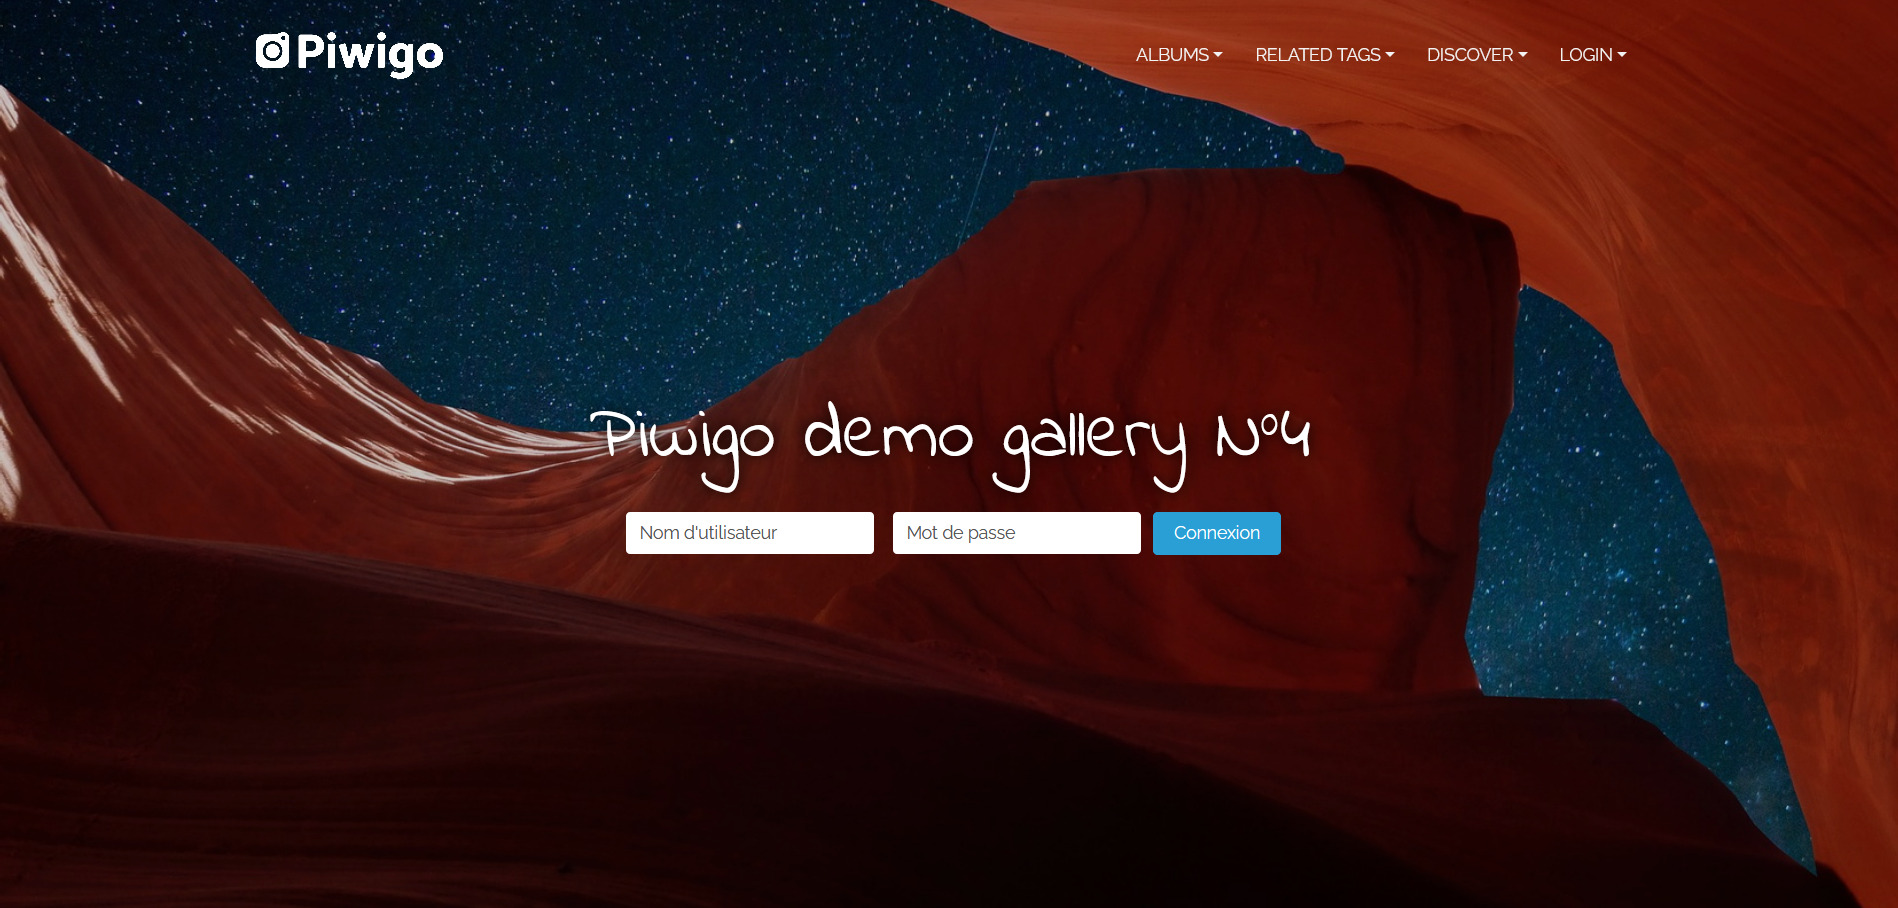 Piwigo
ALBUMS RELATED TAGS DISCOVER LOGIN
Piwigo demo gallery N°4
Nom d'utilisateur Mot de passe Connexion